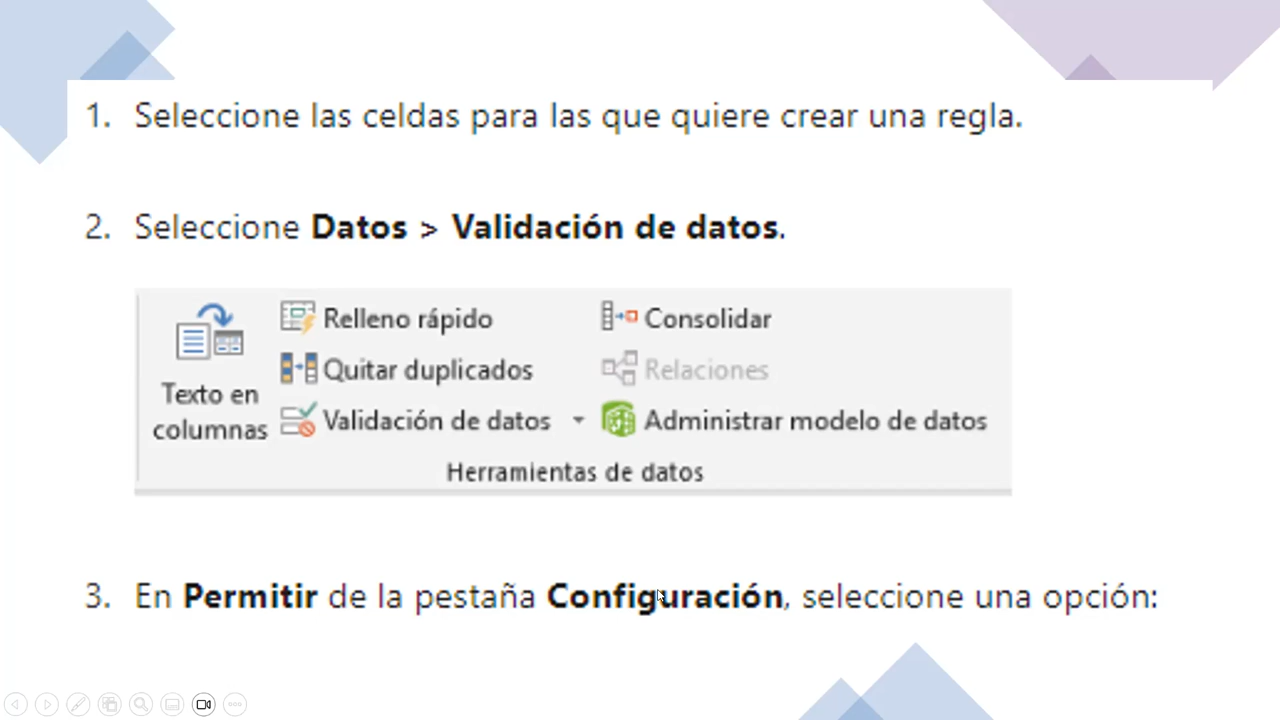 1. Seleccione las celdas para las que quiere crear una regla.
2. Seleccione Datos > Validación de datos.
Relleno rápido Consolidar
Quitar duplicados Relaciones
Texto en
columnas
Validación de datos Administrar modelo de datos
Herramientas de datos
3. En Permitir de la pestaña Configuración, seleccione una opción: